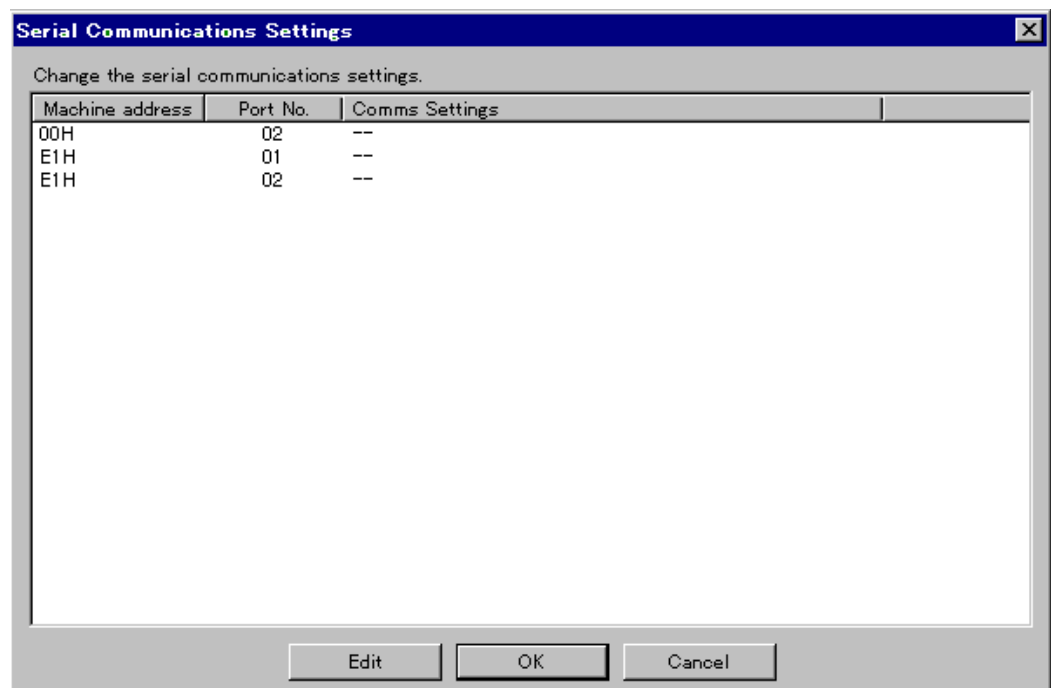 Serial Communications Settings
Change the serial communications settings.
Machine address Port No. Comms Settings
00H 02 --
E1H 01 --
E1H 02 --
Edit OK Cancel